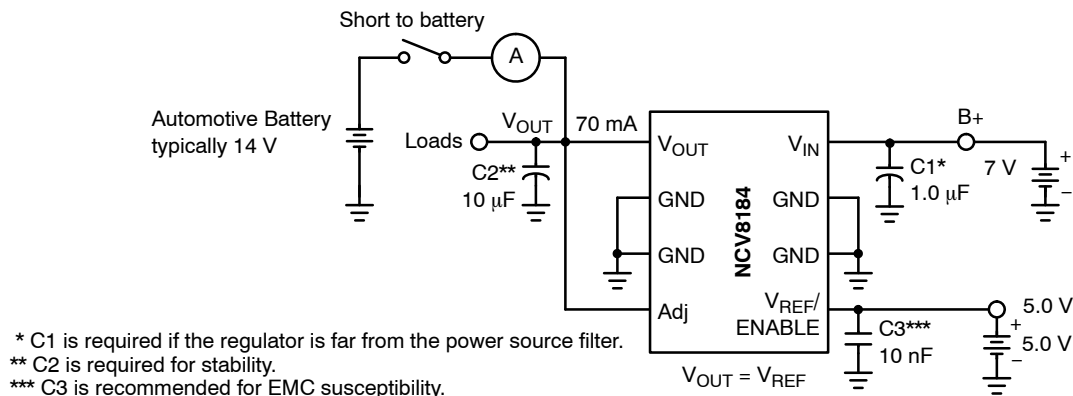 Short to battery
A
Automotive Battery
typically 14 V
Loads
VOUT
70 mA
C2**
10 μF
VOUT
GND
GND
Adj
NCV8184
VIN
GND
GND
VREF/
ENABLE
B+
C1*
1.0 μF
7 V
+
−
5.0 V
C3***
10 nF
+
5.0 V
−
VOUT = VREF
* C1 is required if the regulator is far from the power source filter.
** C2 is required for stability.
*** C3 is recommended for EMC susceptibility.